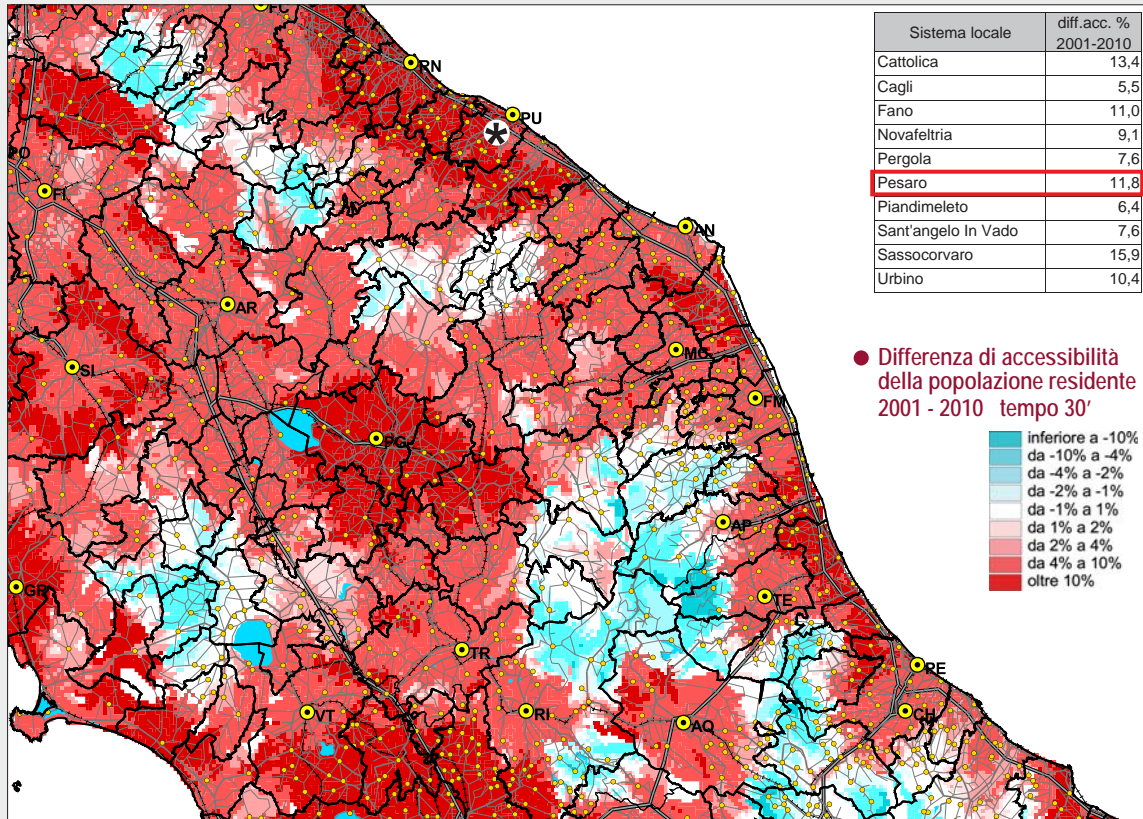 FC
RN
PU
*
PO
FI
AN
AR
SI
MC
FM
PG
AP
GR
TE
TR
PE
VT
RI
AQ
CH
Sistema locale diff.acc. % 2001-2010
Cattolica 13,4
Cagli 5,5
Fano 11,0
Novafeltria 9,1
Pergola 7,6
Pesaro 11,8
Piandimeleto 6,4
Sant'angelo In Vado 7,6
Sassocorvaro 15,9
Urbino 10,4
● Differenza di accessibilità
della popolazione residente
2001 - 2010 tempo 30'
inferiore a -10%
da -10% a -4%
da -4% a -2%
da -2% a -1%
da -1% a 1%
da 1% a 2%
da 2% a 4%
da 4% a 10%
oltre 10%